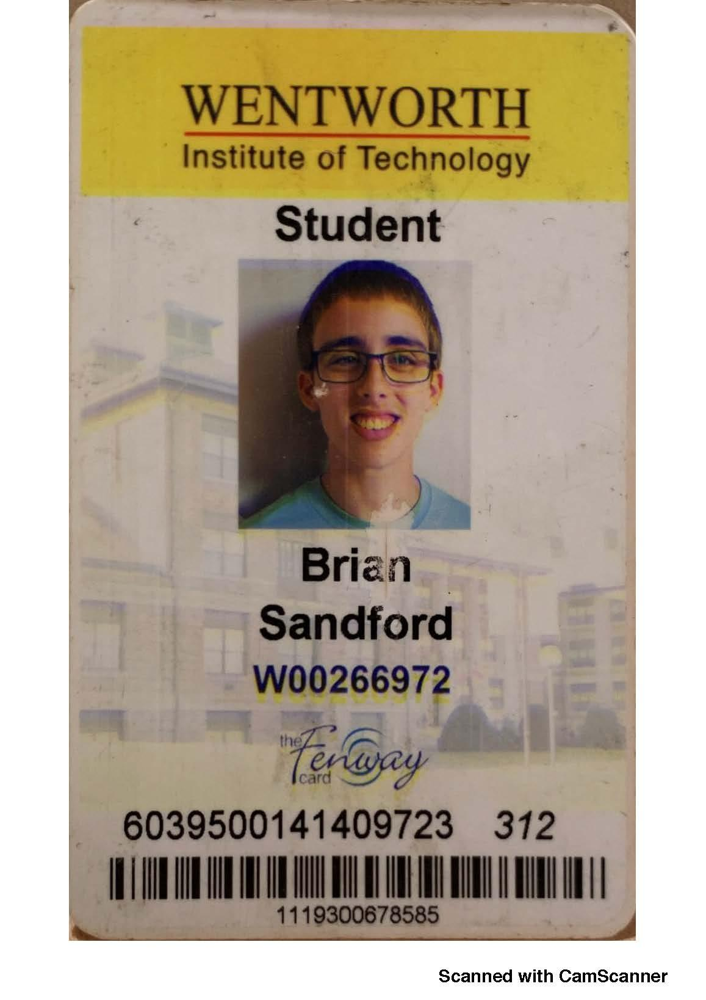 WENTWORTH
Institute of Technology
Student
Brian
Sandford
W00266972
the Fenway card
6039500141409723 312
1119300678585
Scanned with CamScanner